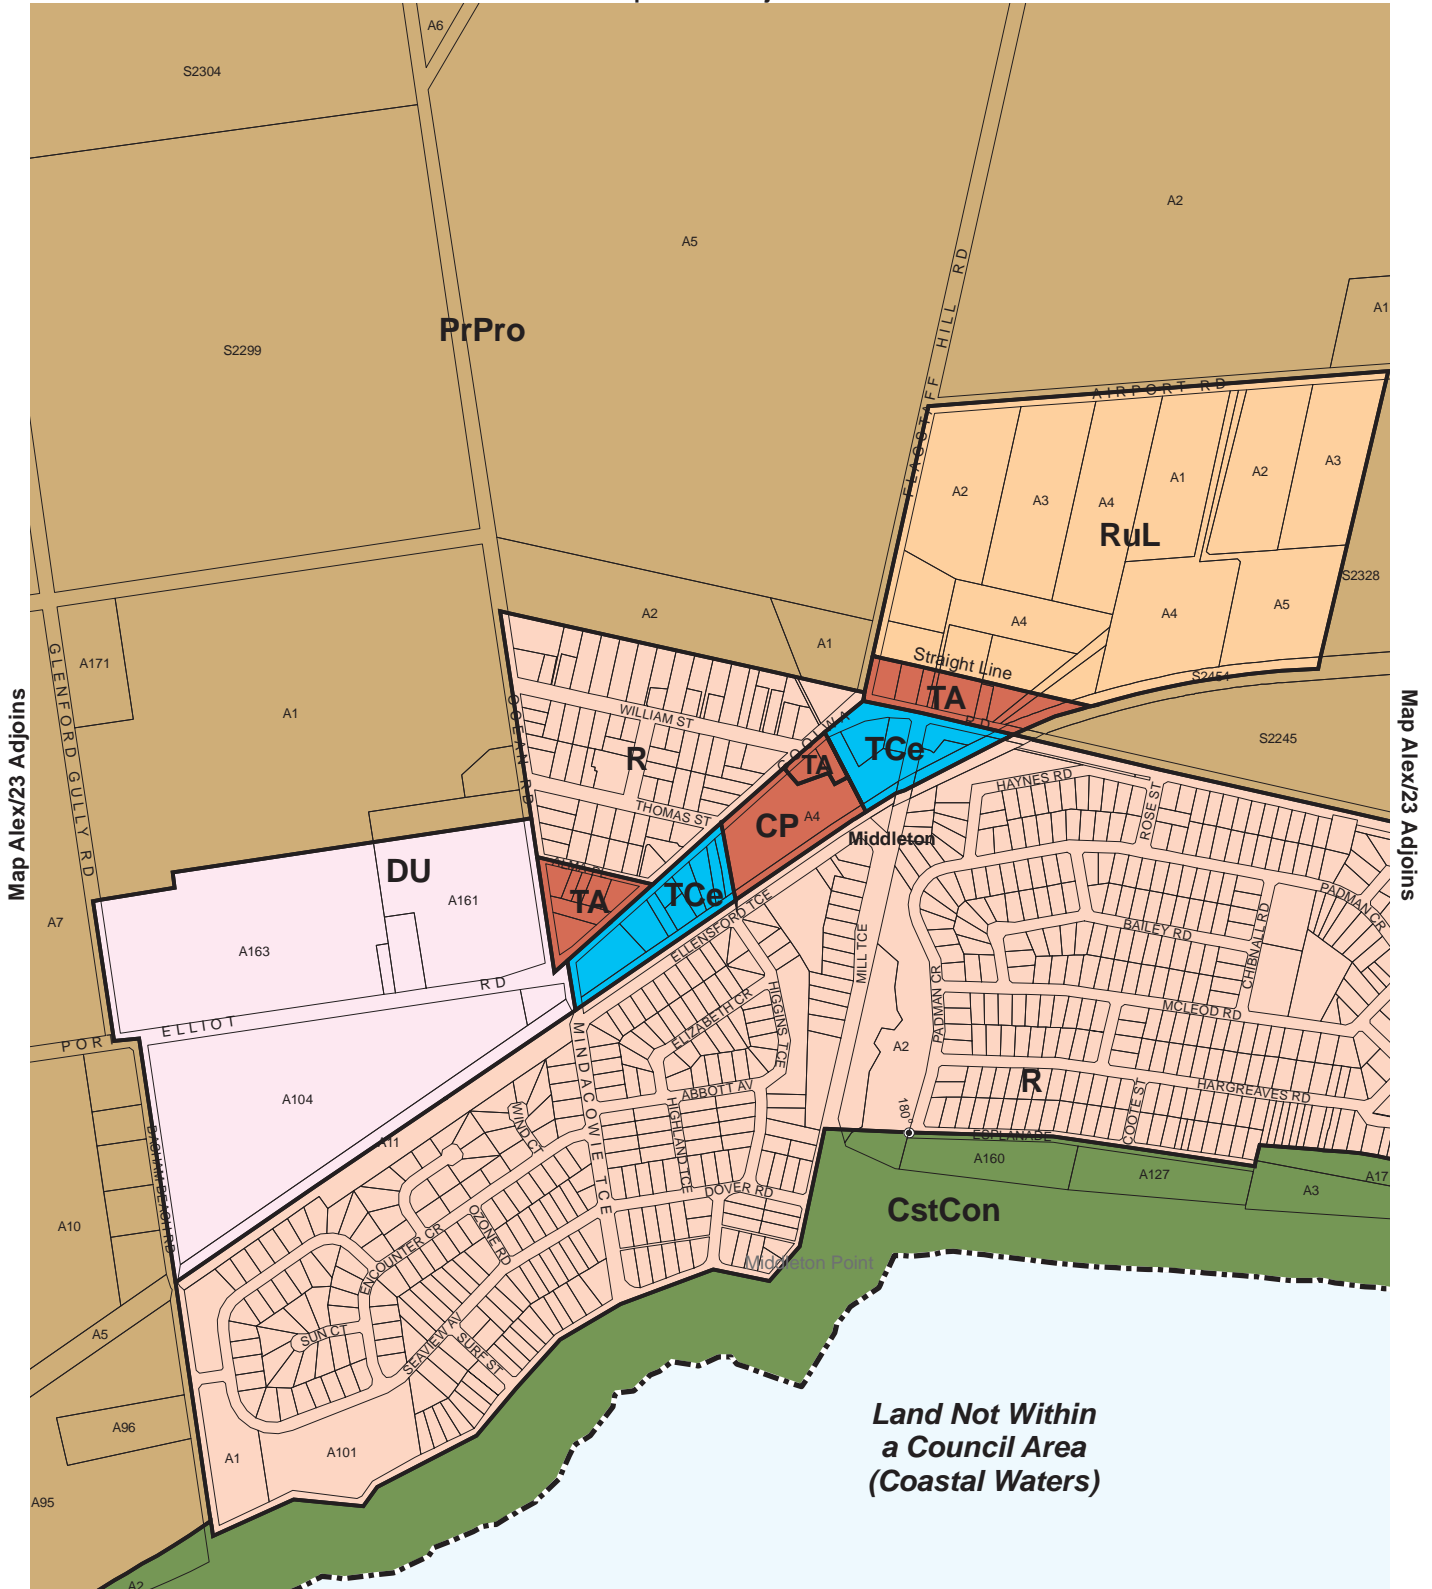 A6
S2304
A2
A5
A1
PrPro
S2299
FLAGSTAFF HILL RD
AIRPORT RD
A3
A2
A1
A2
A3
A4
RuL
S2328
A5
A4
A4
A2
A1
A171
GLENFORD GULLY RD
Straight Line
S2454
Map Alex/23 Adjoins
Map Alex/23 Adjoins
TA
RD
A1
OCEAN RD
WILLIAM ST
R
TCe
S2245
TA
HAYNES RD
ROSE ST
THOMAS ST
CP
A4
Middleton
DU
TA
TCe
A161
PADMAN CR
A7
A163
ELLENSFORD TCE
BAILEY RD
CHIBNALL RD
MILL TCE
RD
ELLIOT
PORT
HIGGINS TCE
ELIZABETH CR
PADMAN CR
MCLEOD RD
A2
MINDACOWIE TCE
R
A104
ABBOTT AV
HARGREAVES RD
WIND CT
HIGHLAND TCE
180°
COOTE ST
A11
ESPLANADE
BASHAM BEACH RD
A160
A127
A17
A3
DOVER RD
CstCon
A10
OZONE RD
ENCOUNTER CR
Middleton Point
A5
SUN CT
SEAVIEW AV
SURF ST
A96
A1
A101
Land Not Within
a Council Area
(Coastal Waters)
A95
A2